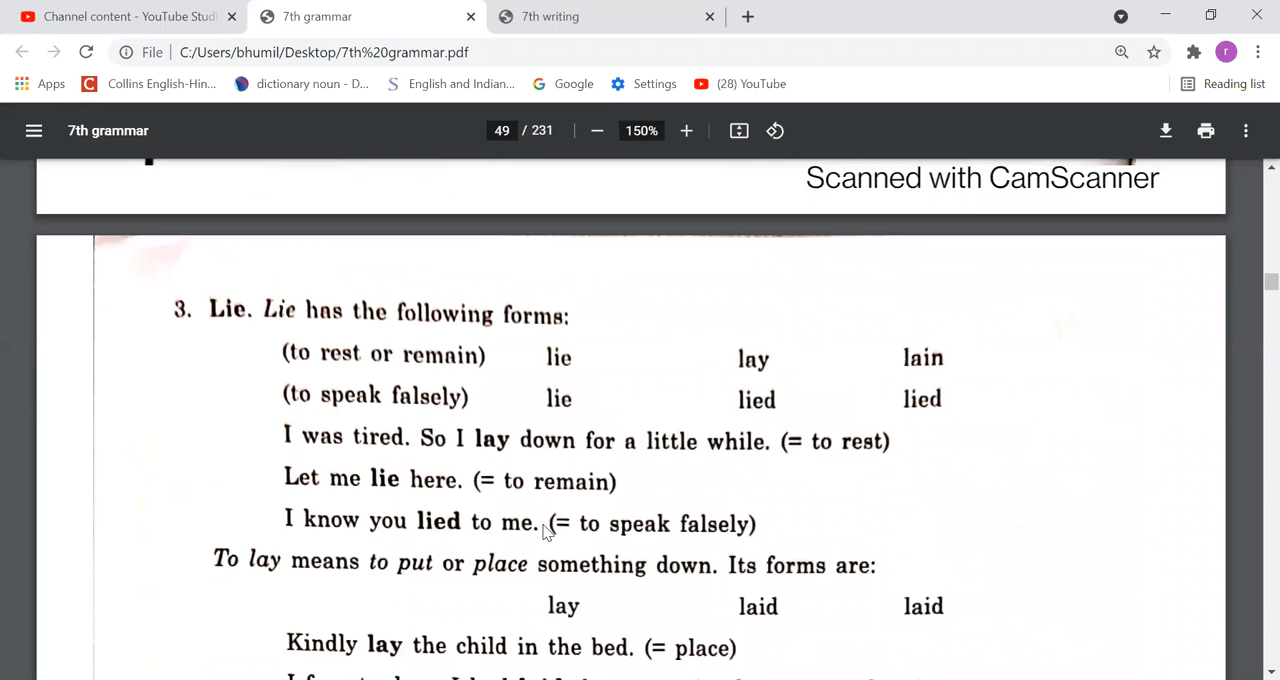 Channel content - YouTube Stud
7th grammar
7th writing
File C:/Users/bhumil/Desktop/7th%20grammar.pdf
r
Apps Collins English-Hin... dictionary noun - D... English and Indian... Google Settings (28) YouTube Reading list
7th grammar 49 / 231 150%
Scanned with CamScanner
3. Lie. Lie has the following forms:
(to rest or remain) lie lay lain
(to speak falsely) lie lied lied
I was tired. So I lay down for a little while. (= to rest)
Let me lie here. (= to remain)
I know you lied to me. (= to speak falsely)
To lay means to put or place something down. Its forms are:
lay laid laid
Kindly lay the child in the bed. (= place)